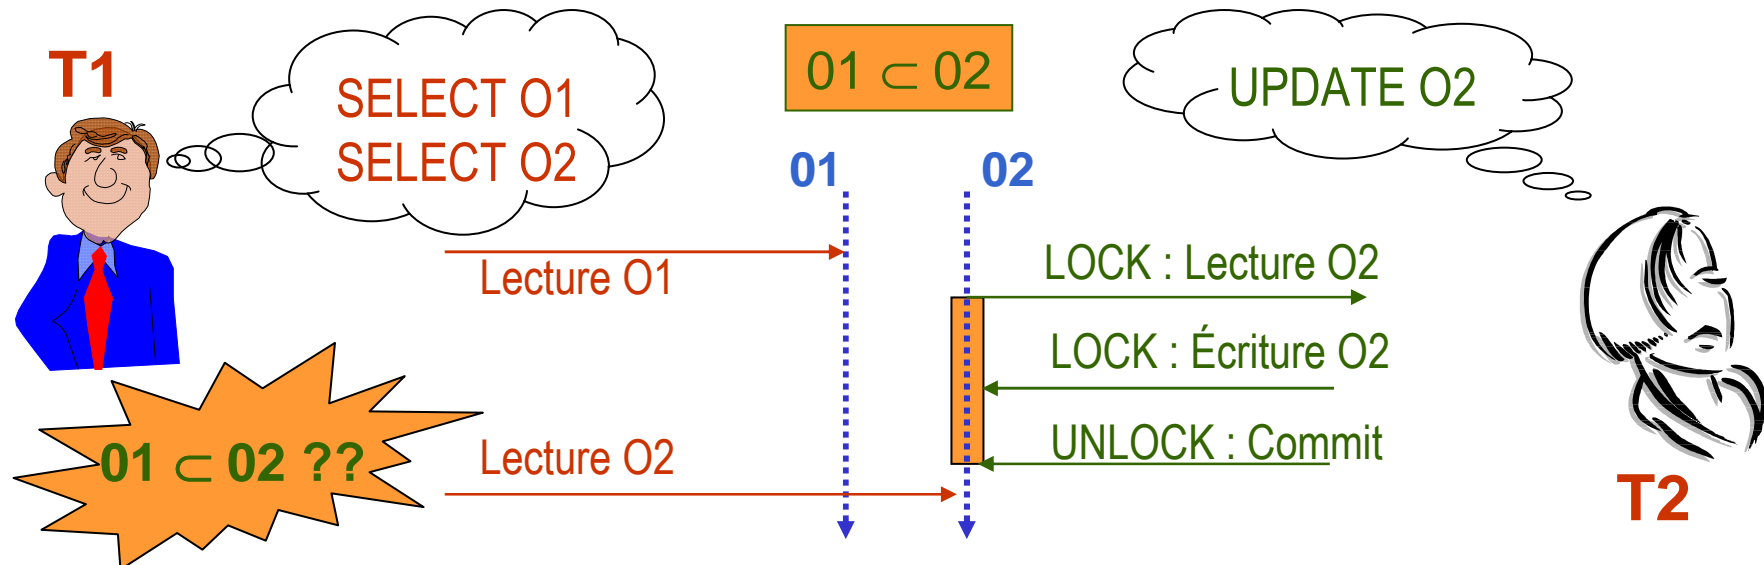 T1
SELECT O1
SELECT O2
01 ⊂ 02
UPDATE O2
01
02
Lecture O1
LOCK : Lecture O2
LOCK : Écriture O2
01 ⊂ 02 ??
Lecture O2
UNLOCK : Commit
T2